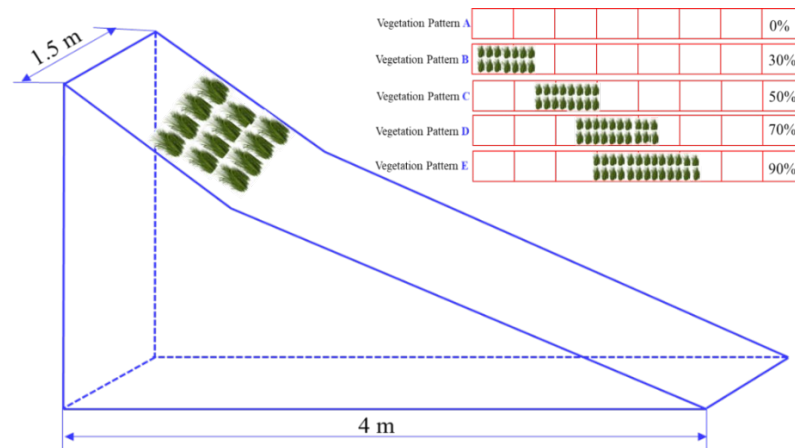 1.5 m
Vegetation Pattern A 0%
Vegetation Pattern B 30%
Vegetation Pattern C 50%
Vegetation Pattern D 70%
Vegetation Pattern E 90%
4 m